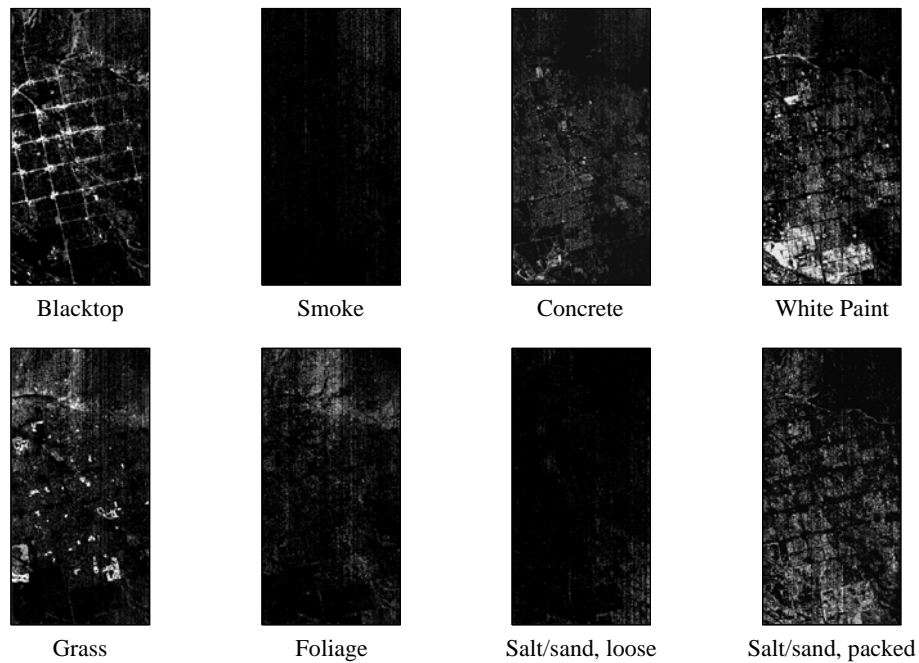 Blacktop
Smoke
Concrete
White Paint
Grass
Foliage
Salt/sand, loose
Salt/sand, packed